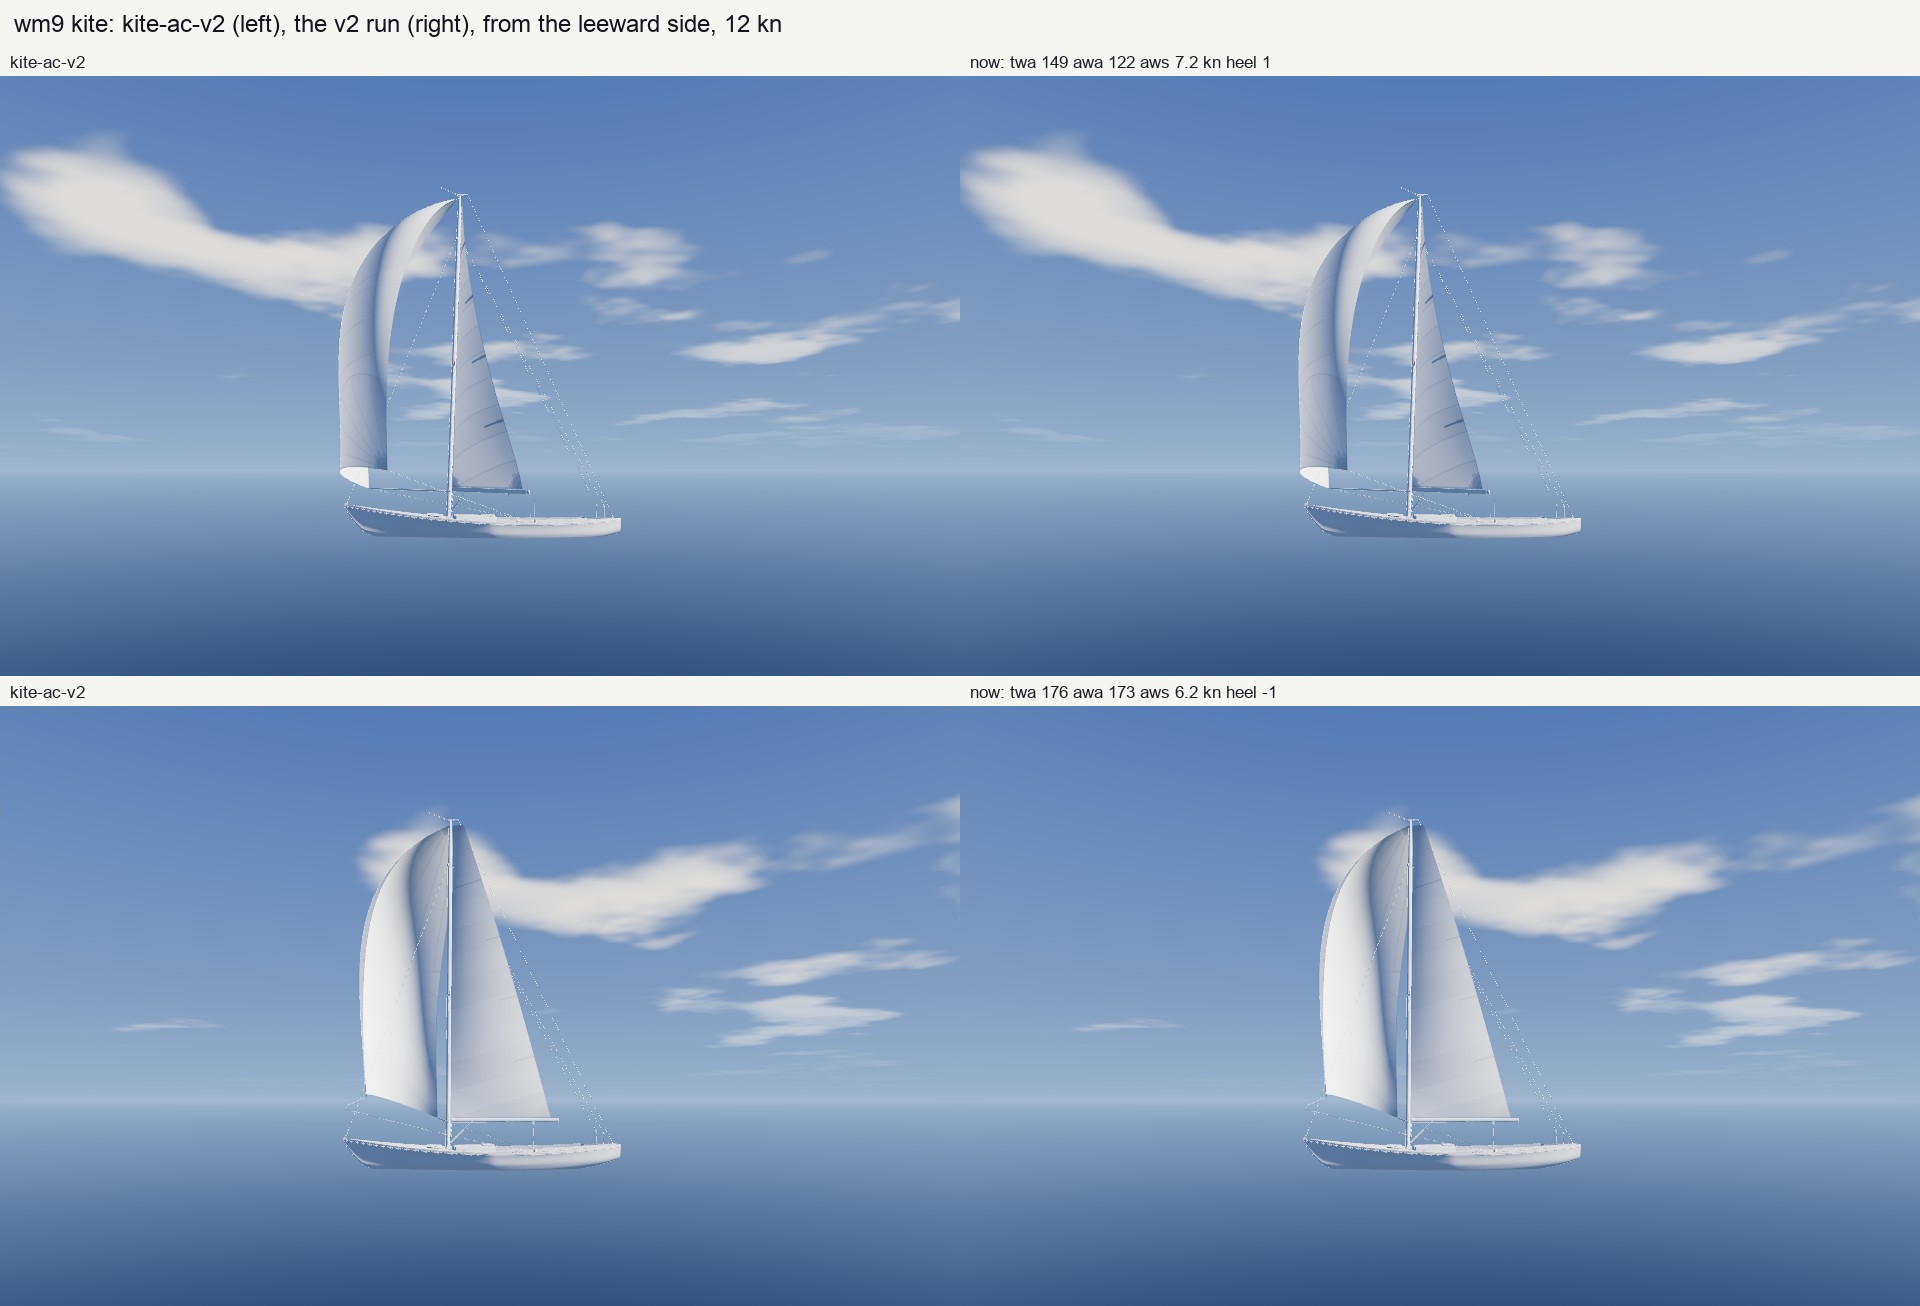 wm9 kite: kite-ac-v2 (left), the v2 run (right), from the leeward side, 12 kn
kite-ac-v2
now: twa 149 awa 122 aws 7.2 kn heel 1
kite-ac-v2
now: twa 176 awa 173 aws 6.2 kn heel -1